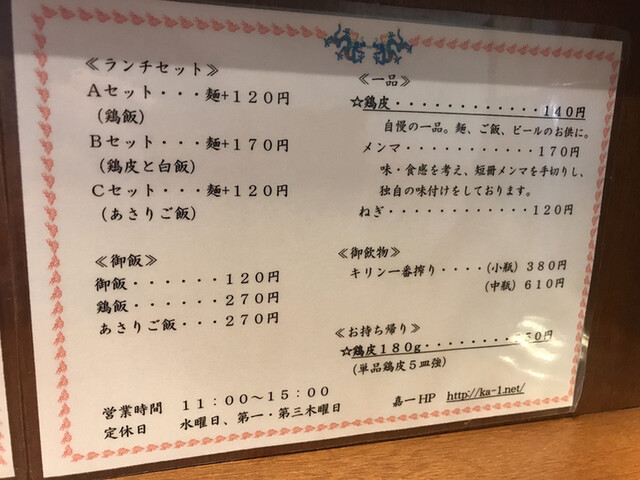 ≪ランチセット≫
Aセット・・・麺+120円
(鶏飯)
Bセット・・・麺+170円
(鶏皮と白飯)
Cセット・・・麺+120円
(あさりご飯)
≪御飯≫
御飯・・・・・・120円
鶏飯・・・・・・270円
あさりご飯・・・270円
≪一品≫
☆鶏皮・・・・・・・・・・・・140円
自慢の一品。麺、ご飯、ビールのお供に。
メンマ・・・・・・・・・・・170円
味・食感を考え、短冊メンマを手切りし、
独自の味付けをしております。
ねぎ・・・・・・・・・・・・120円
≪御飲物≫
キリン一番搾り・・・・(小瓶)380円
(中瓶)610円
≪お持ち帰り≫
☆鶏皮180g・・・・・・・・・50円
(単品鶏皮5皿強)
営業時間 11:00～15:00
定休日 水曜日、第一・第三木曜日
嘉一HP http://ka-1.net/